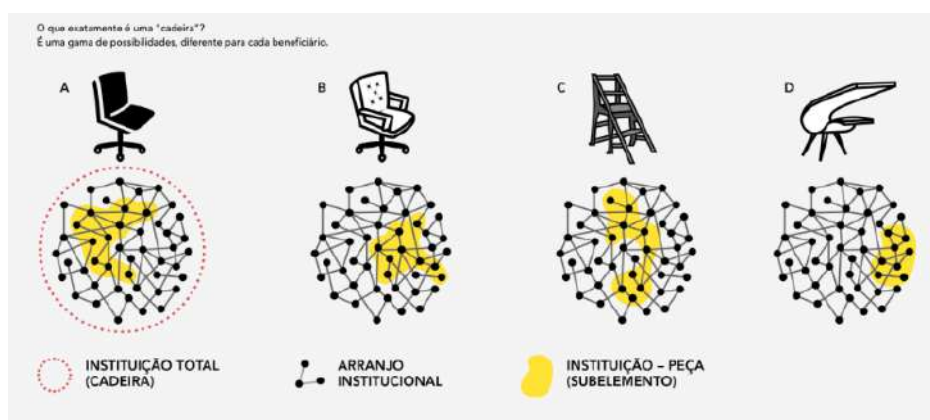 O que exatamente é uma "cadeira"?
É uma gama de possibilidades, diferente para cada beneficiário.
A
B
C
D
INSTITUIÇÃO TOTAL
(CADEIRA)
ARRANJO
INSTITUCIONAL
INSTITUIÇÃO – PEÇA
(SUBELEMENTO)